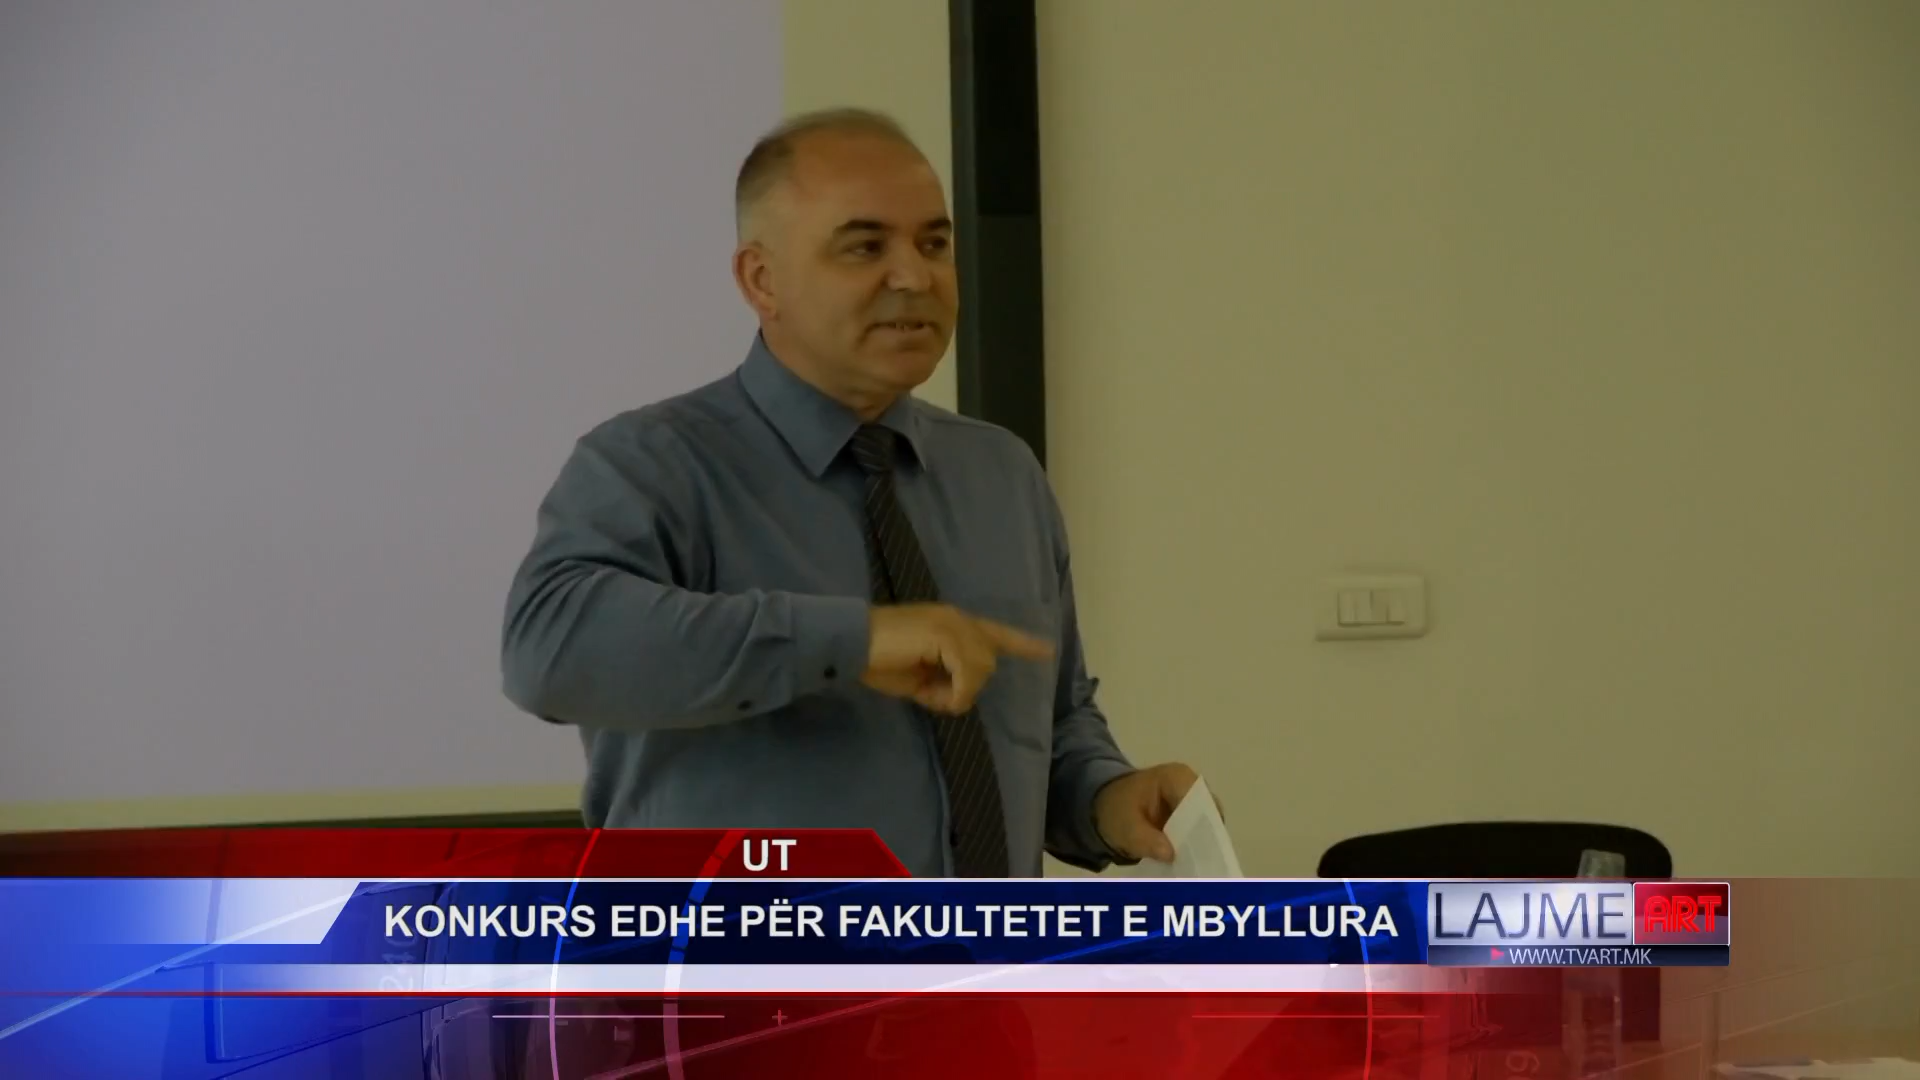 UT
KONKURS EDHE PËR FAKULTETET E MBYLLURA
LAJME ART
WWW.TVART.MK